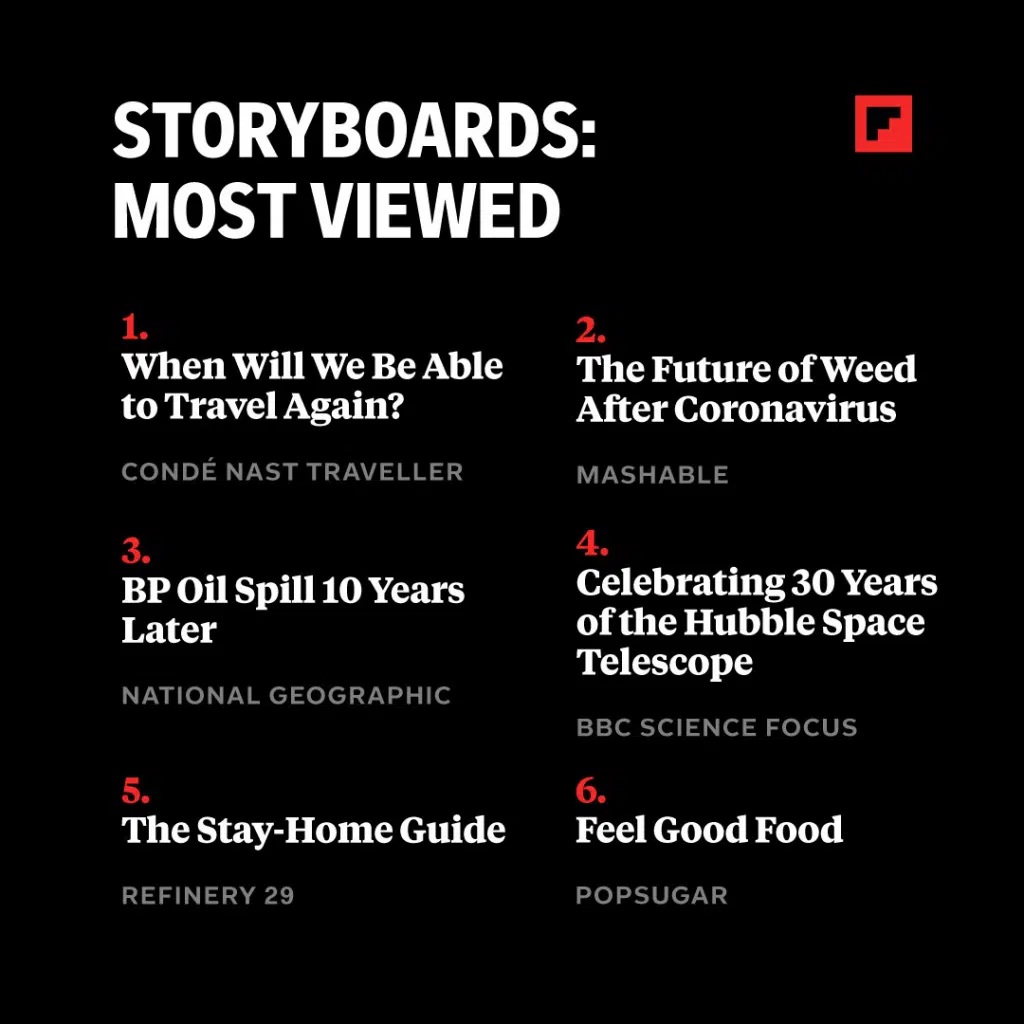 STORYBOARDS:
MOST VIEWED
1.
When Will We Be Able
to Travel Again?
CONDÉ NAST TRAVELLER
2.
The Future of Weed
After Coronavirus
MASHABLE
3.
BP Oil Spill 10 Years
Later
NATIONAL GEOGRAPHIC
4.
Celebrating 30 Years
of the Hubble Space
Telescope
BBC SCIENCE FOCUS
5.
The Stay-Home Guide
REFINERY 29
6.
Feel Good Food
POPSUGAR